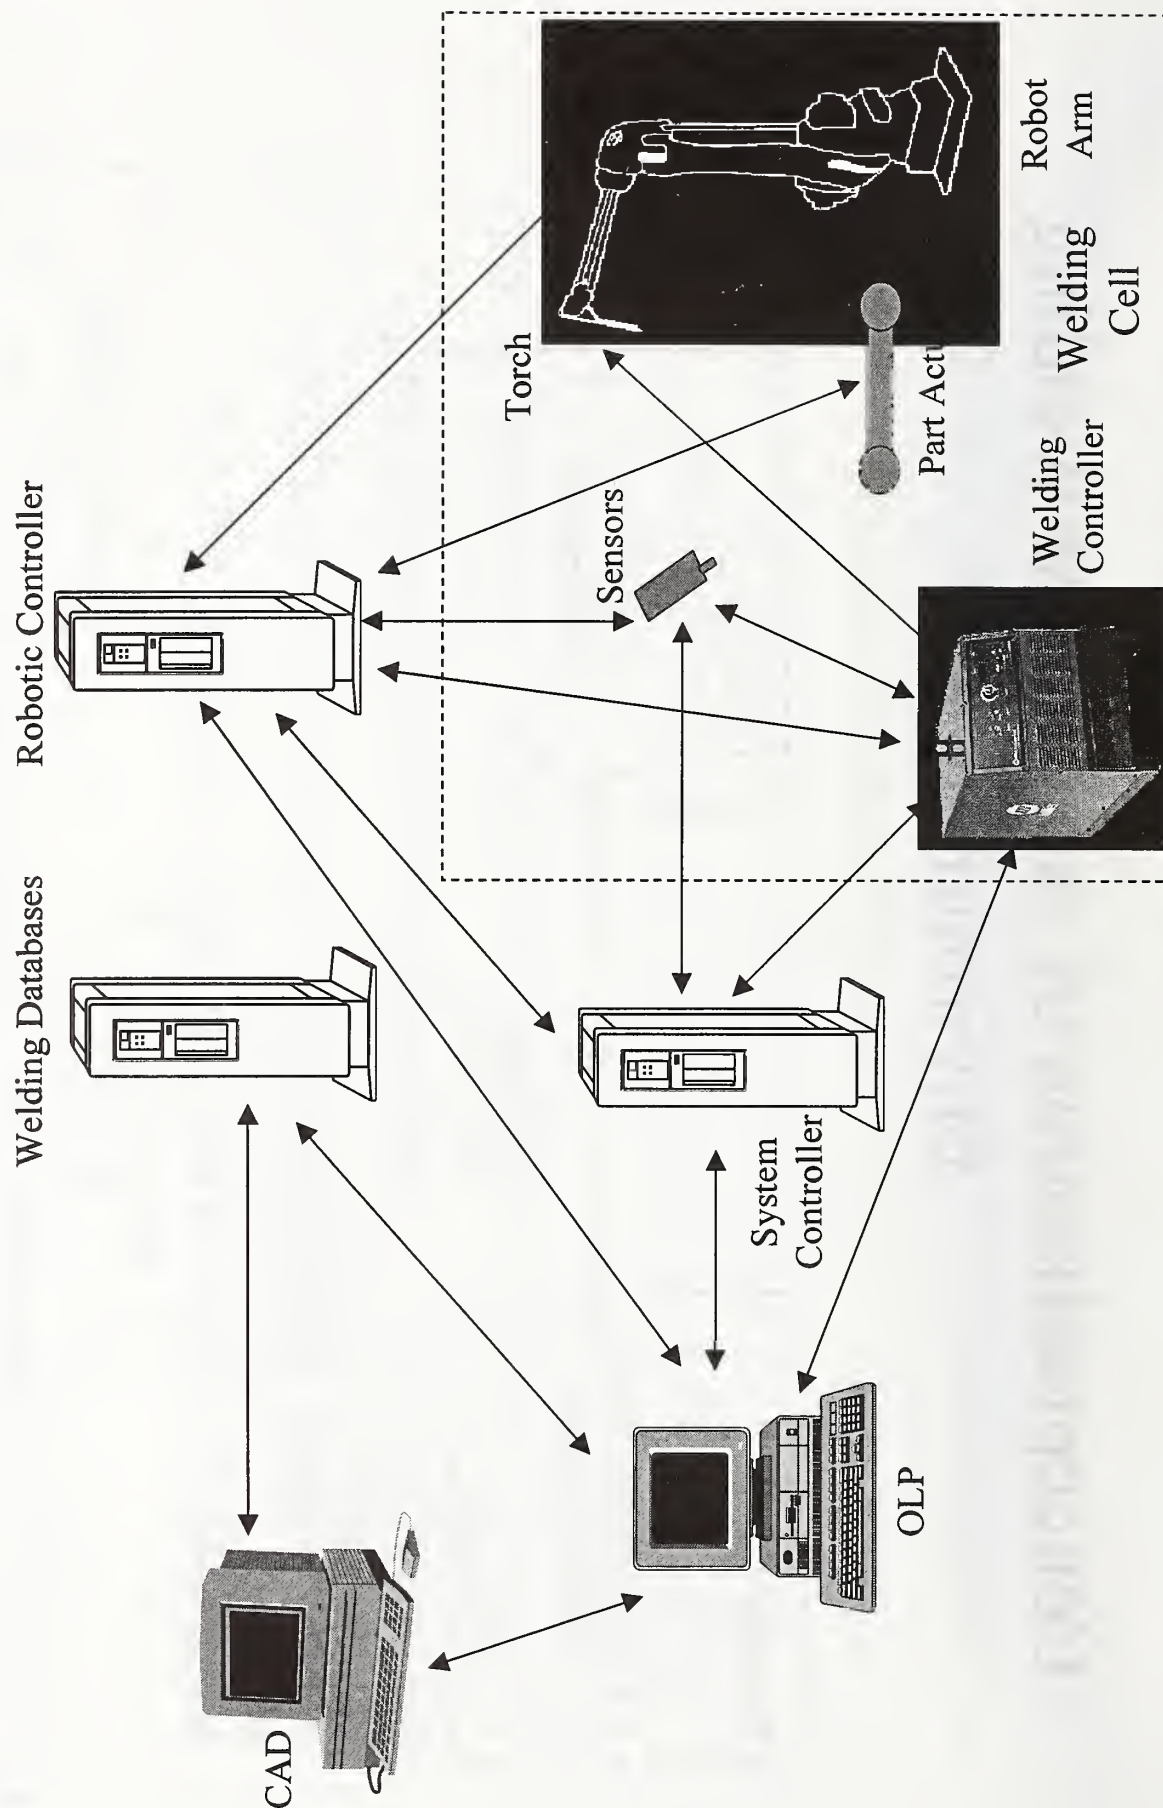 Welding Databases
Robotic Controller
CAD
Sensors
Torch
System
Controller
OLP
Part Actu
Welding
Controller
Welding
Cell
Robot
Arm